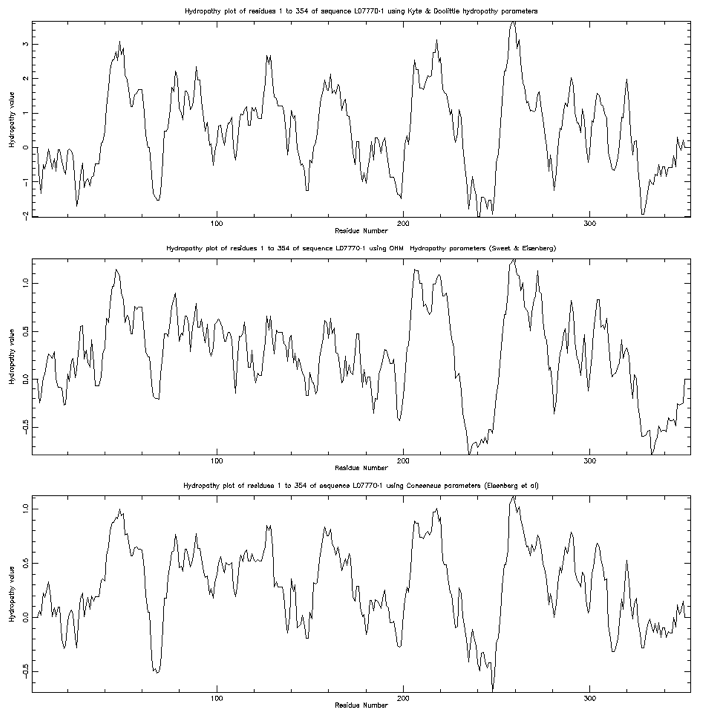 Hydropathy plot of residues 1 to 354 of sequence L07770-1 using Kyte & Doolittle hydropathy parameters
3
2
1
0
-1
-2
Hydropathy value
100
200
300
Residue Number
Hydropathy plot of residues 1 to 354 of sequence L07770-1 using OHM Hydropathy parameters (Sweet & Eisenberg)
1.0
0.5
0.0
-0.5
Hydropathy value
100
200
300
Residue Number
Hydropathy plot of residues 1 to 354 of sequence L07770-1 using Consensus parameters (Eisenberg et al)
1.0
0.5
0.0
-0.5
Hydropathy value
100
200
300
Residue Number